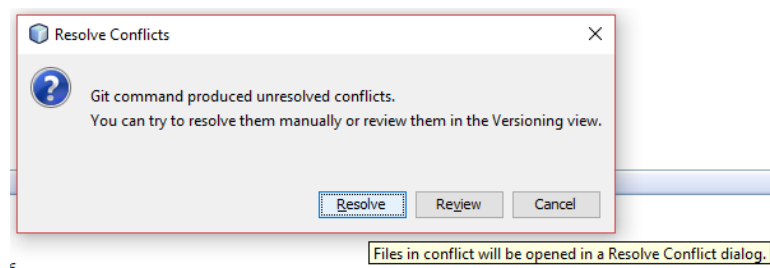 Resolve Conflicts
Git command produced unresolved conflicts.
You can try to resolve them manually or review them in the Versioning view.
Resolve Review Cancel
Files in conflict will be opened in a Resolve Conflict dialog.